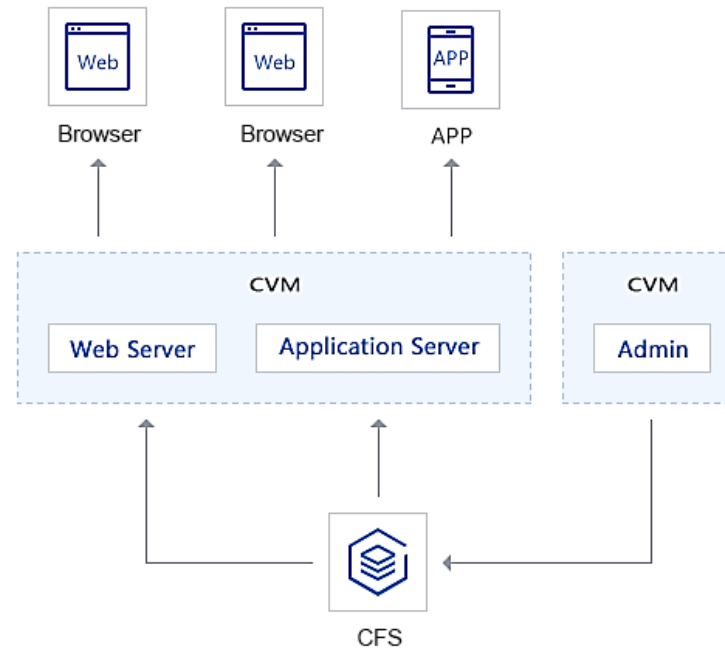 Web
Web
APP
Browser
Browser
APP
CVM
CVM
Web Server
Application Server
Admin
CFS